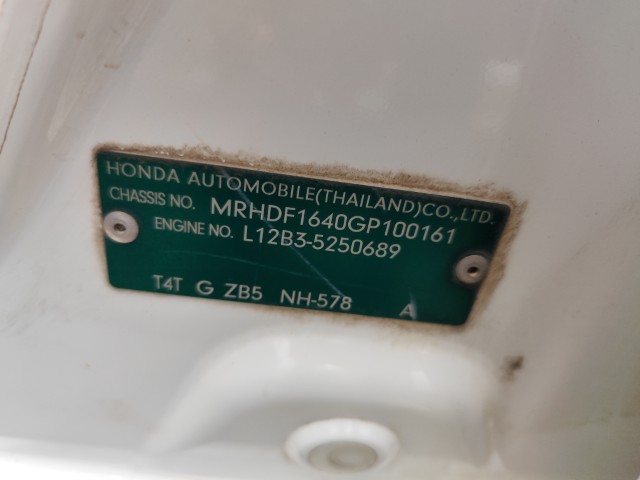 HONDA AUTOMOBILE(THAILAND)CO.,LTD.
CHASSIS NO. MRHDF1640GP100161
ENGINE NO. L12B3-5250689
T4T G ZB5 NH-578 A